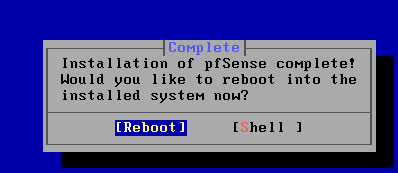 Complete
Installation of pfSense complete!
Would you like to reboot into the
installed system now?
[Reboot] [Shell ]